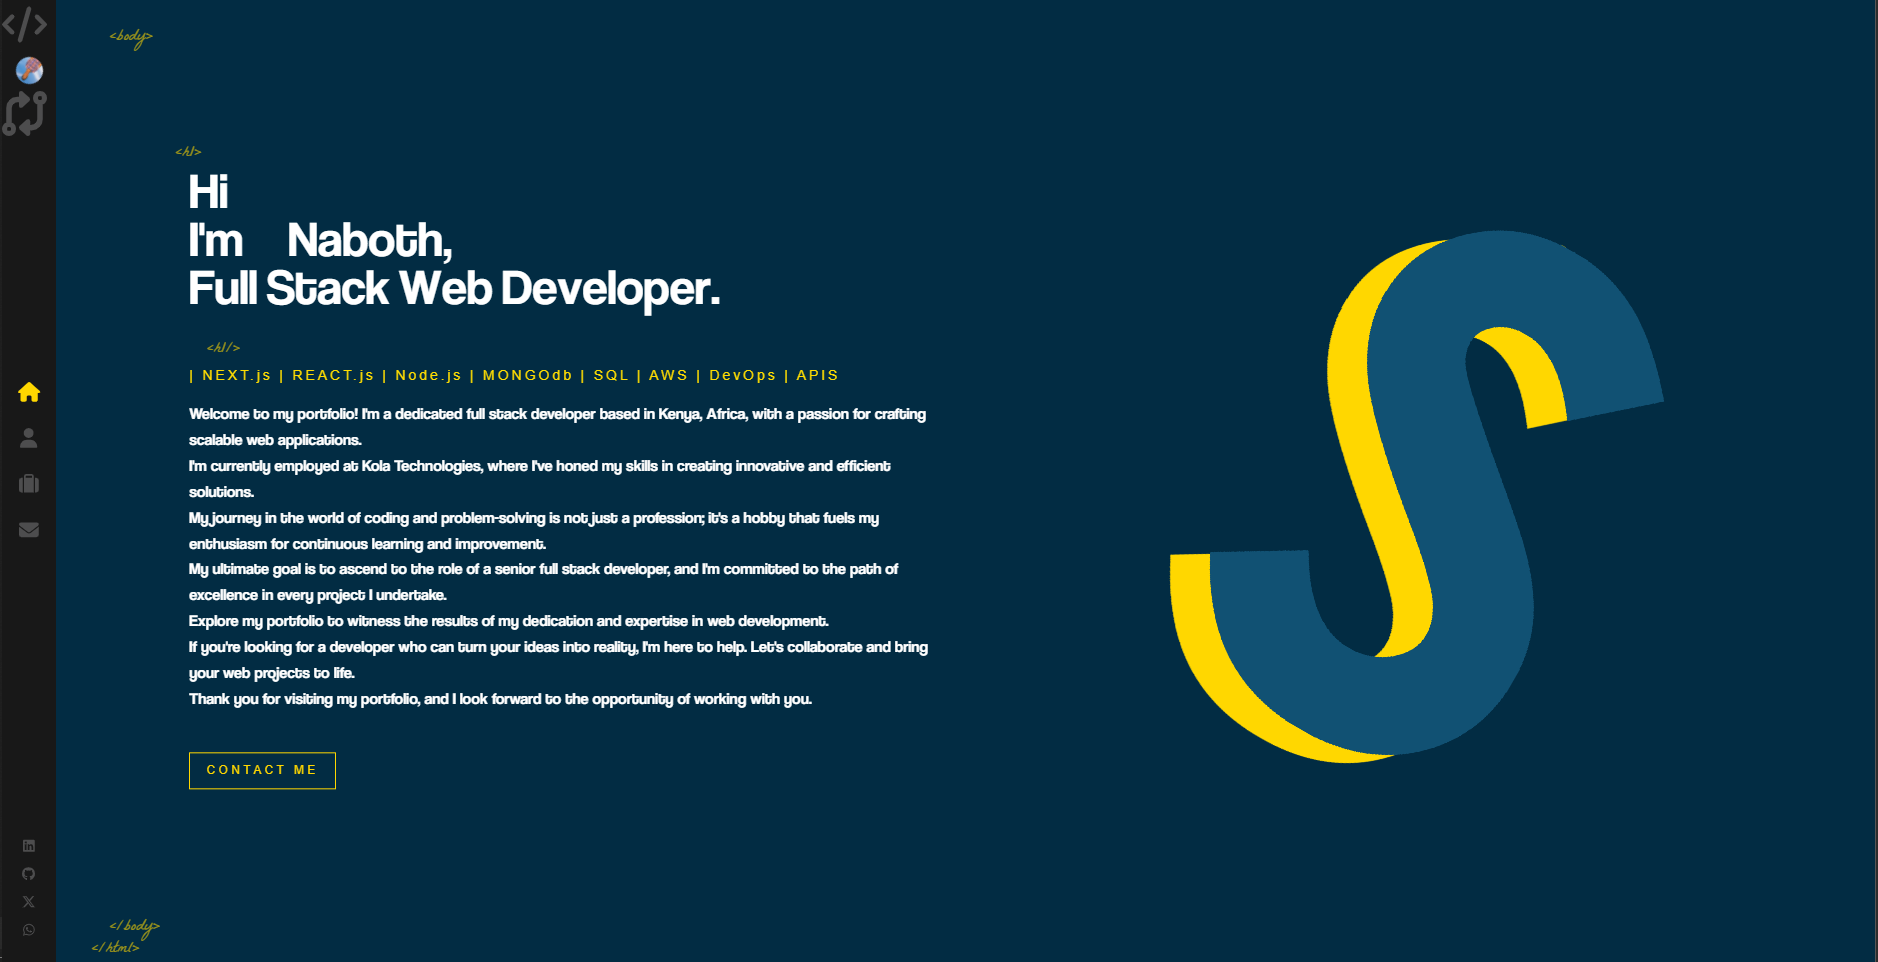 <body>
<h1>
Hi
I'm Naboth,
Full Stack Web Developer.
<h1/>
| NEXT.js | REACT.js | Node.js | MONGOdb | SQL | AWS | DevOps | APIS
Welcome to my portfolio! I'm a dedicated full stack developer based in Kenya, Africa, with a passion for crafting
scalable web applications.
I'm currently employed at Kola Technologies, where I've honed my skills in creating innovative and efficient
solutions.
My journey in the world of coding and problem-solving is not just a profession; it's a hobby that fuels my
enthusiasm for continuous learning and improvement.
My ultimate goal is to ascend to the role of a senior full stack developer, and I'm committed to the path of
excellence in every project I undertake.
Explore my portfolio to witness the results of my dedication and expertise in web development.
If you're looking for a developer who can turn your ideas into reality, I'm here to help. Let's collaborate and bring
your web projects to life.
Thank you for visiting my portfolio, and I look forward to the opportunity of working with you.
CONTACT ME
S
</body>
</html>